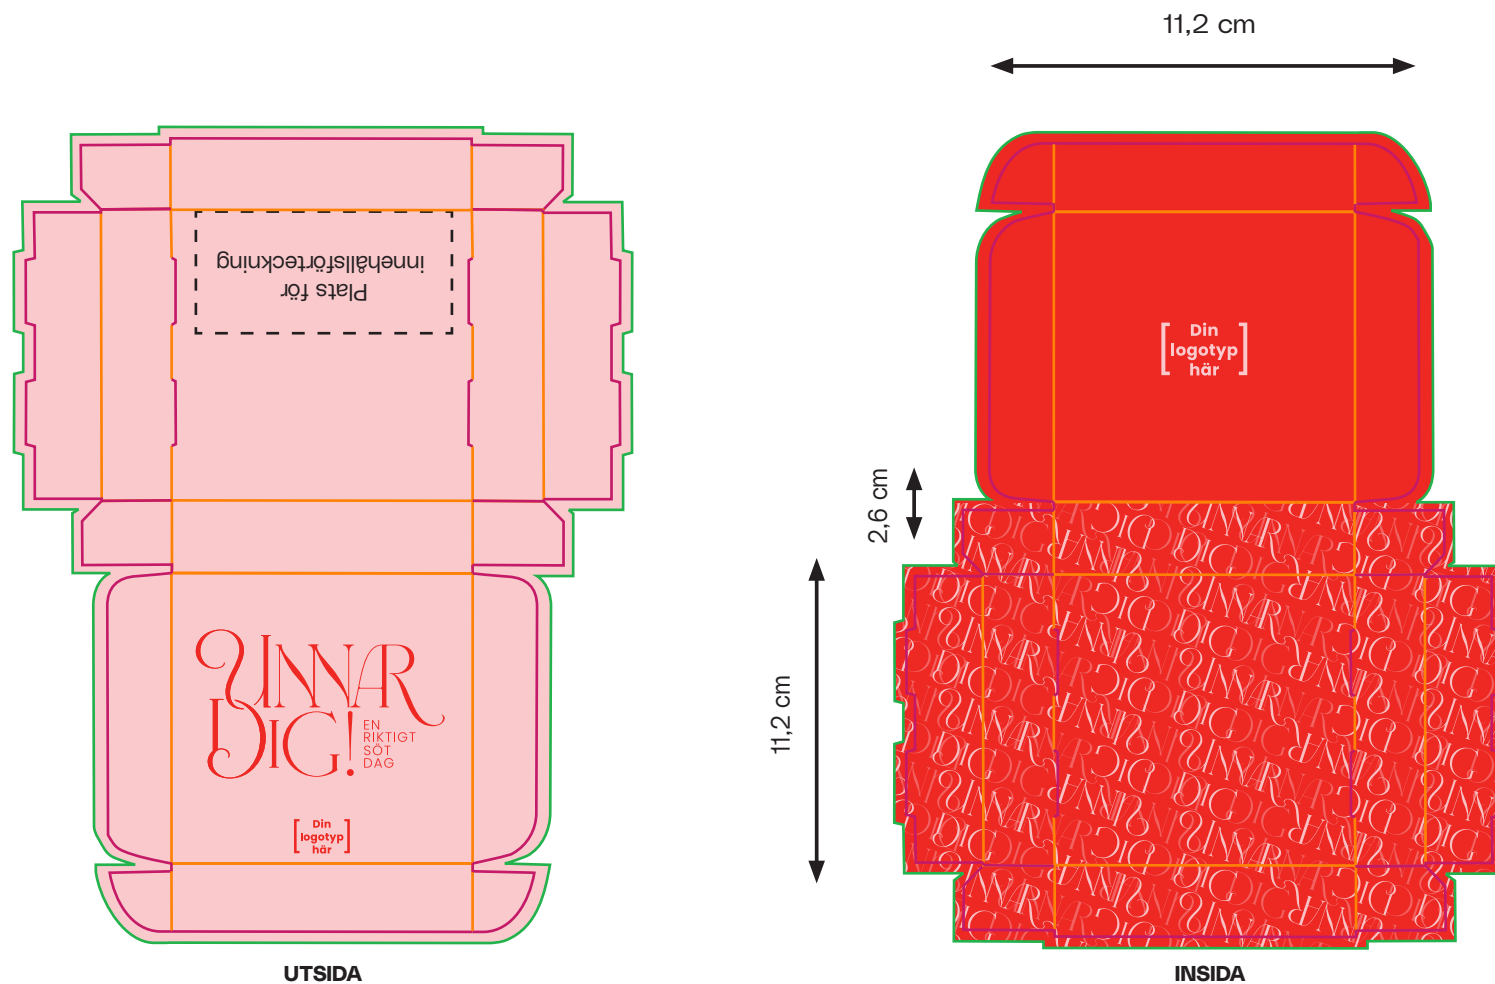 11,2 cm
Plats för
innehållsförteckning
UNNAR
DIG!
EN
RIKTIGT
SÖT
DAG
Din
logotyp
här
UTSIDA
Din
logotyp
här
2,6 cm
11,2 cm
INSIDA